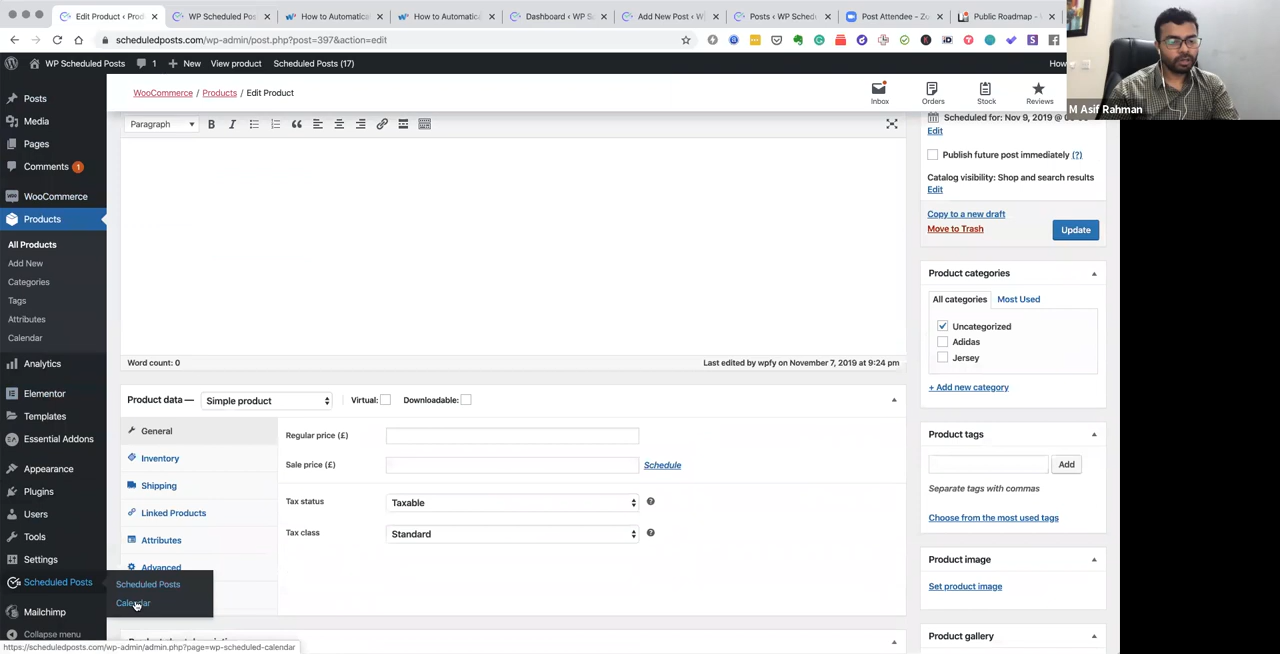 Edit Product ‹ Prod
WP Scheduled Posts
How to Automatica
How to Automatica
Dashboard ‹ WP S
Add New Post ‹ W
Posts ‹ WP Sched
Post Attendee - Zo
Public Roadmap -
scheduledposts.com/wp-admin/post.php?post=397&action=edit
WP Scheduled Posts
1
New
View product
Scheduled Posts (17)
How
M Asif Rahman
WooCommerce / Products / Edit Product
Inbox
Orders
Stock
Reviews
Posts
Media
Pages
Comments 1
WooCommerce
Products
All Products
Add New
Categories
Tags
Attributes
Calendar
Analytics
Elementor
Templates
Essential Addons
Appearance
Plugins
Users
Tools
Settings
Scheduled Posts
Mailchimp
Collapse menu
Scheduled Posts
Calendar
Paragraph
Word count: 0
Last edited by wpfy on November 7, 2019 at 9:24 pm
Product data —
Simple product
Virtual:
Downloadable:
General
Inventory
Shipping
Linked Products
Attributes
Advanced
Regular price (£)
Sale price (£)
Schedule
Tax status
Taxable
Tax class
Standard
Scheduled for: Nov 9, 2019 @
Edit
Publish future post immediately (?)
Catalog visibility: Shop and search results
Edit
Copy to a new draft
Move to Trash
Update
Product categories
All categories
Most Used
Uncategorized
Adidas
Jersey
+ Add new category
Product tags
Add
Separate tags with commas
Choose from the most used tags
Product image
Set product image
Product gallery
https://scheduledposts.com/wp-admin/admin.php?page=wp-scheduled-calendar